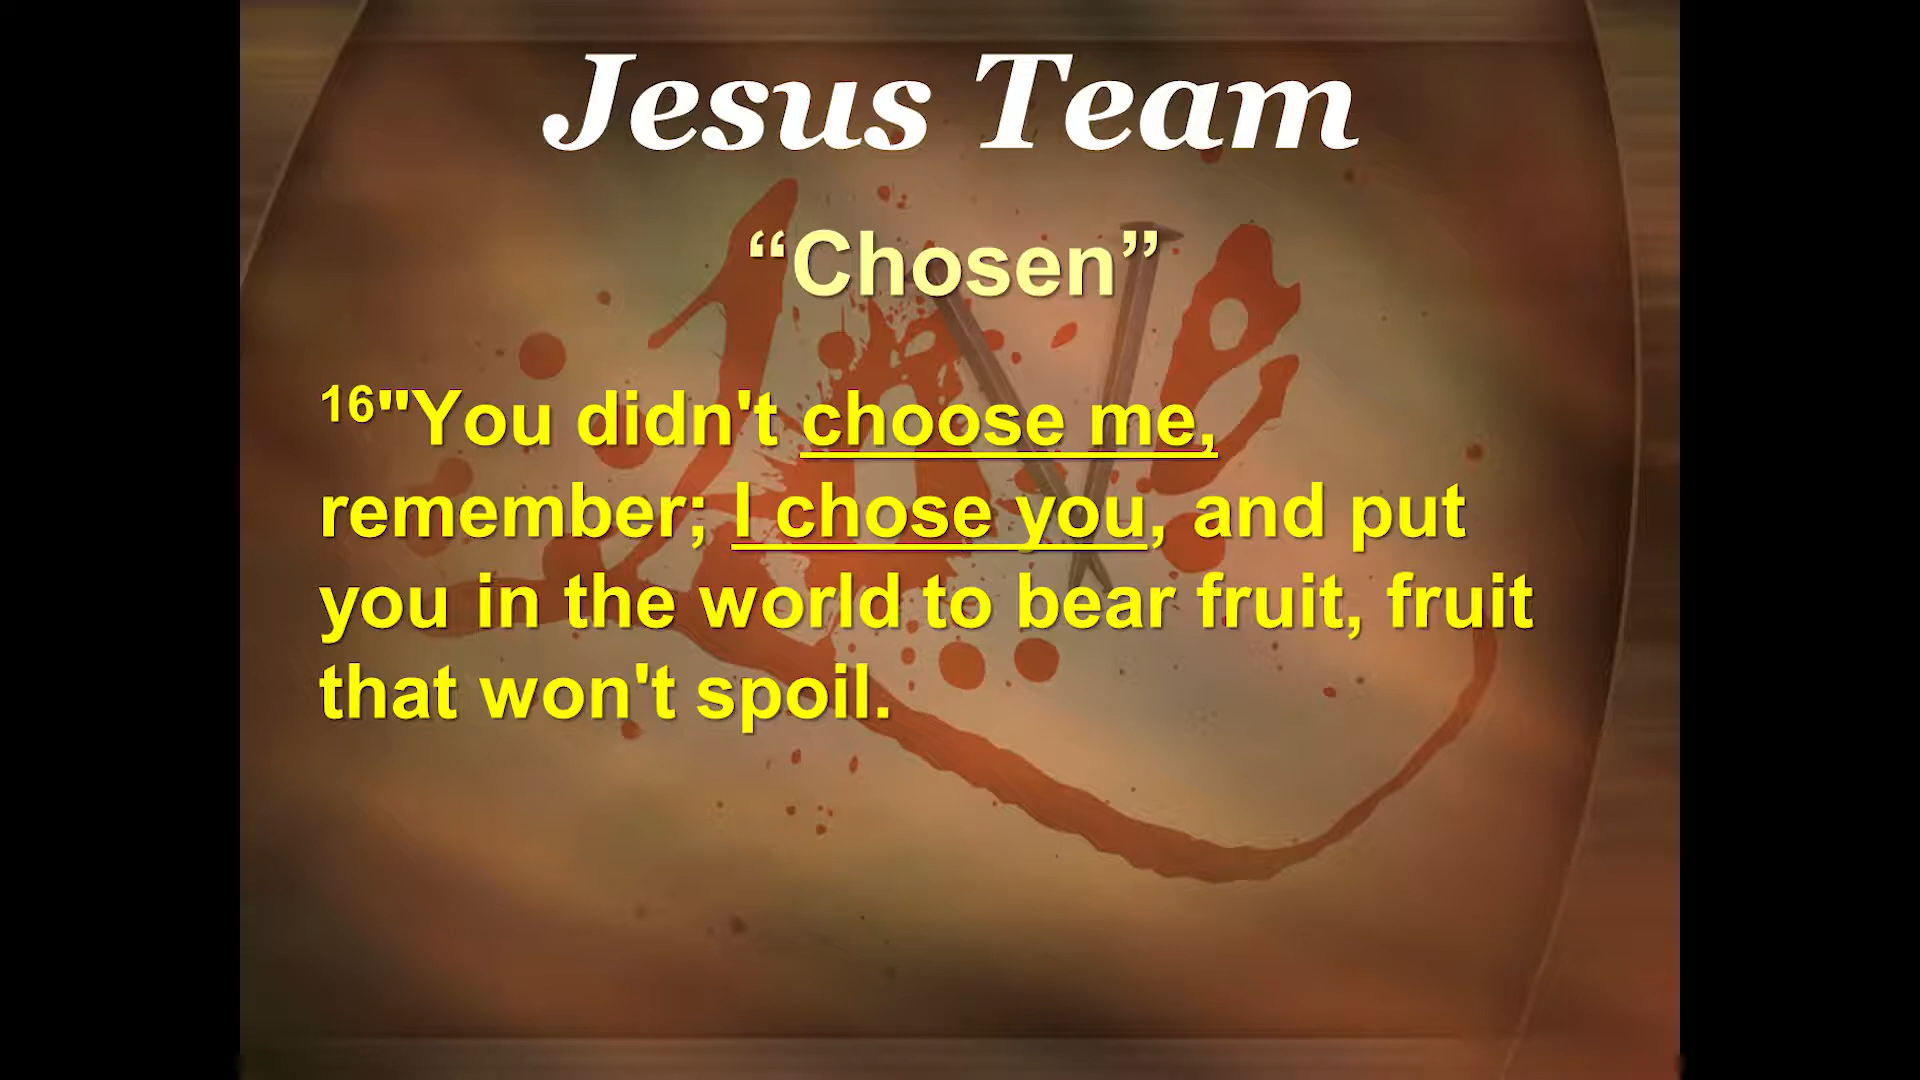 Jesus Team
“Chosen”
16"You didn't choose me,
remember; I chose you, and put
you in the world to bear fruit, fruit
that won't spoil.